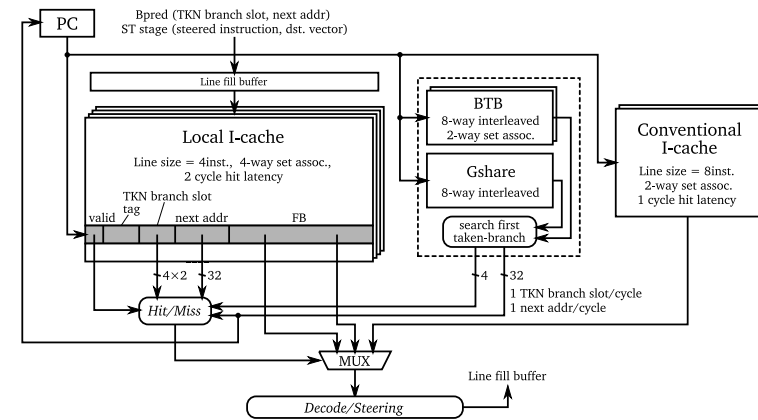 PC
Bpred (TKN branch slot, next addr)
ST stage (steered instruction, dst. vector)
Line fill buffer
Local I-cache
Line size = 4inst., 4-way set assoc.,
2 cycle hit latency
TKN branch slot
valid
tag
next addr
FB
BTB
8-way interleaved
2-way set assoc.
Gshare
8-way interleaved
search first
taken-branch
Conventional
I-cache
Line size = 8inst.
2-way set assoc.
1 cycle hit latency
4×2
32
4
32
1 TKN branch slot/cycle
1 next addr/cycle
Hit/Miss
MUX
Line fill buffer
Decode/Steering